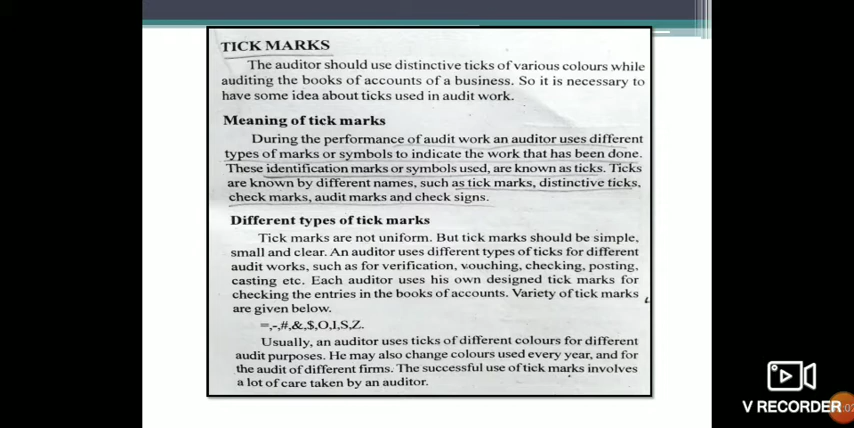 TICK MARKS
The auditor should use distinctive ticks of various colours while
auditing the books of accounts of a business. So it is necessary to
have some idea about ticks used in audit work.
Meaning of tick marks
During the performance of audit work an auditor uses different
types of marks or symbols to indicate the work that has been done.
These identification marks or symbols used, are known as ticks. Ticks
are known by different names, such as tick marks, distinctive ticks,
check marks, audit marks and check signs.
Different types of tick marks
Tick marks are not uniform. But tick marks should be simple,
small and clear. An auditor uses different types of ticks for different
audit works, such as for verification, vouching, checking, posting,
casting etc. Each auditor uses his own designed tick marks for
checking the entries in the books of accounts. Variety of tick marks
are given below.
=,-,#,&,$,O,I,S,Z.
Usually, an auditor uses ticks of different colours for different
audit purposes. He may also change colours used every year, and for
the audit of different firms. The successful use of tick marks involves
a lot of care taken by an auditor.
V RECORDER